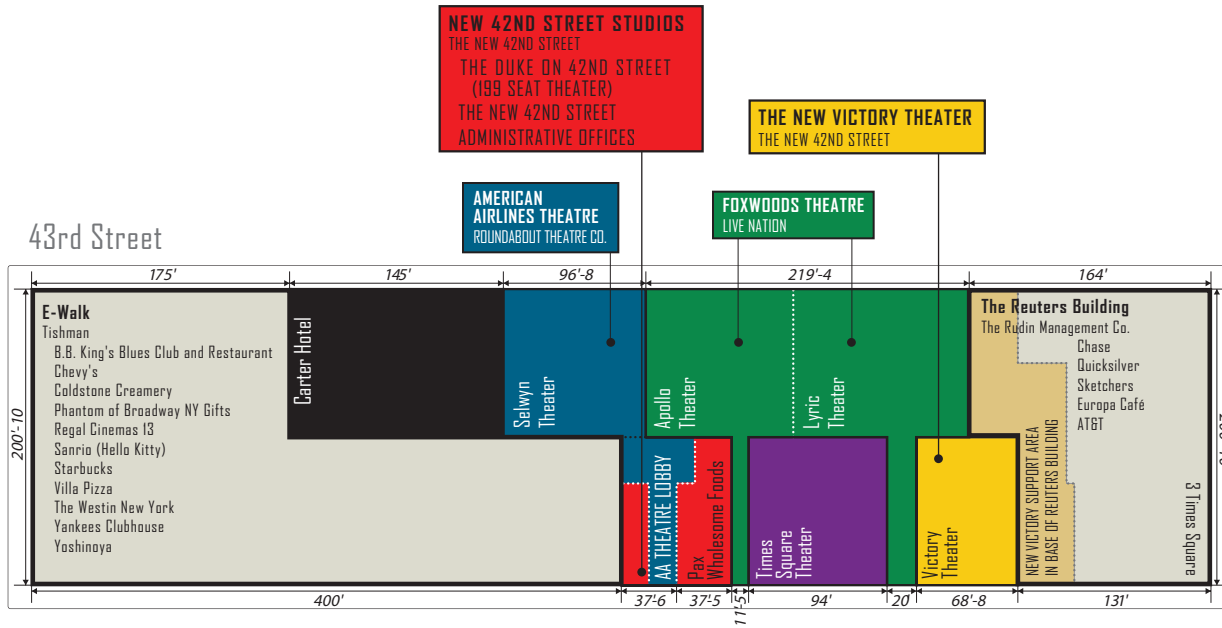 NEW 42ND STREET STUDIOS
THE NEW 42ND STREET
THE DUKE ON 42ND STREET
(199 SEAT THEATER)
THE NEW 42ND STREET
ADMINISTRATIVE OFFICES
THE NEW VICTORY THEATER
THE NEW 42ND STREET
AMERICAN
AIRLINES THEATRE
ROUNDABOUT THEATRE CO.
FOXWOODS THEATRE
LIVE NATION
43rd Street
175'
145'
96'-8
219'-4
164'
200'-10
E-Walk
Tishman
B.B. King's Blues Club and Restaurant
Chevy's
Coldstone Creamery
Phantom of Broadway NY Gifts
Regal Cinemas 13
Sanrio (Hello Kitty)
Starbucks
Villa Pizza
The Westin New York
Yankees Clubhouse
Yoshinoya
Carter Hotel
Selwyn
Theater
Apollo
Theater
Lyric
Theater
The Reuters Building
The Rudin Management Co.
Chase
Quicksilver
Sketchers
Europa Café
AT&T
AA THEATRE LOBBY
Pax
Wholesome Foods
Times
Square
Theater
Victory
Theater
NEW VICTORY SUPPORT AREA
IN BASE OF REUTERS BUILDING
3 Times Square
400'
37'-6
37'-5
11'-5
94'
20'
68'-8
131'